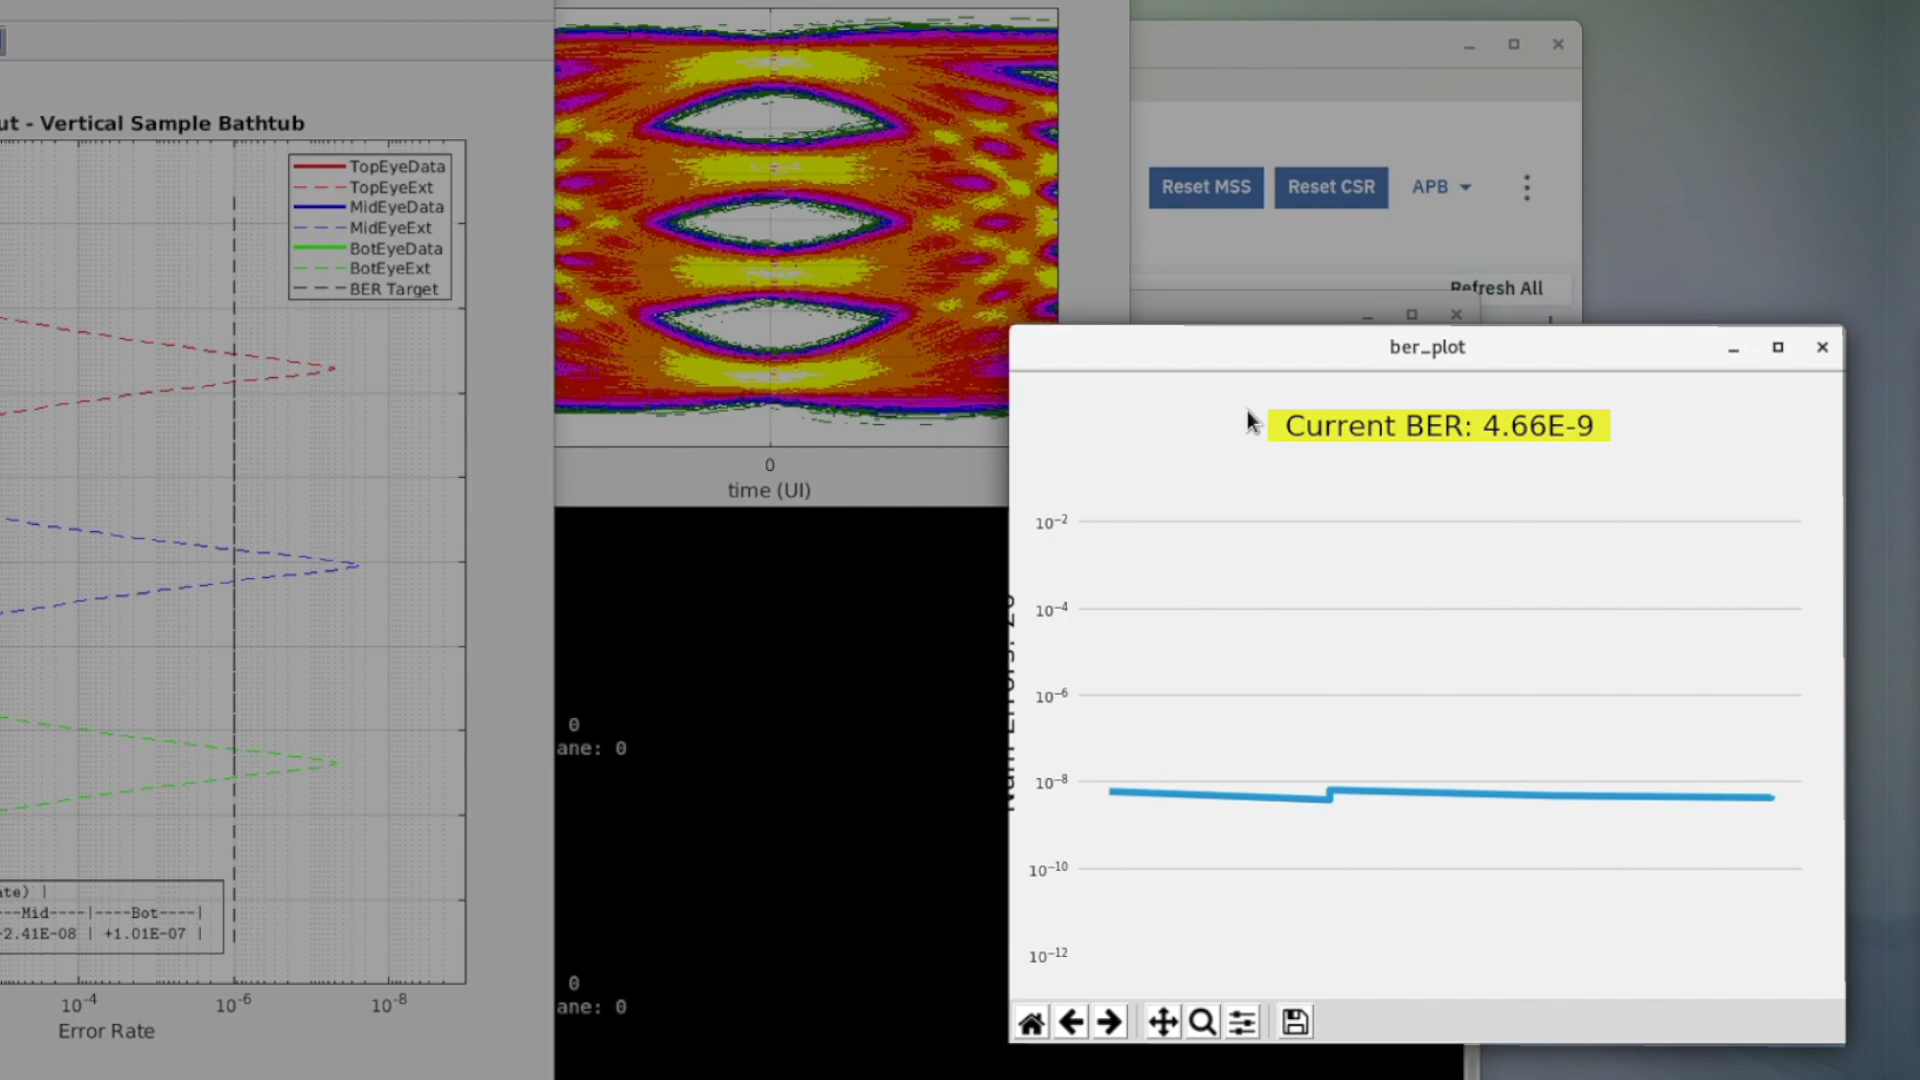 ut - Vertical Sample Bathtub
TopEyeData
TopEyeExt
MidEyeData
MidEyeExt
BotEyeData
BotEyeExt
BER Target
ate) |
--Mid----|----Bot----|
2.41E-08 | +1.01E-07 |
10-4
10-6
10-8
Error Rate
0
time (UI)
0
ane: 0
0
ane: 0
Reset MSS
Reset CSR
APB
Refresh All
ber_plot
Current BER: 4.66E-9
10−2
10−4
10−6
10−8
10−10
10−12